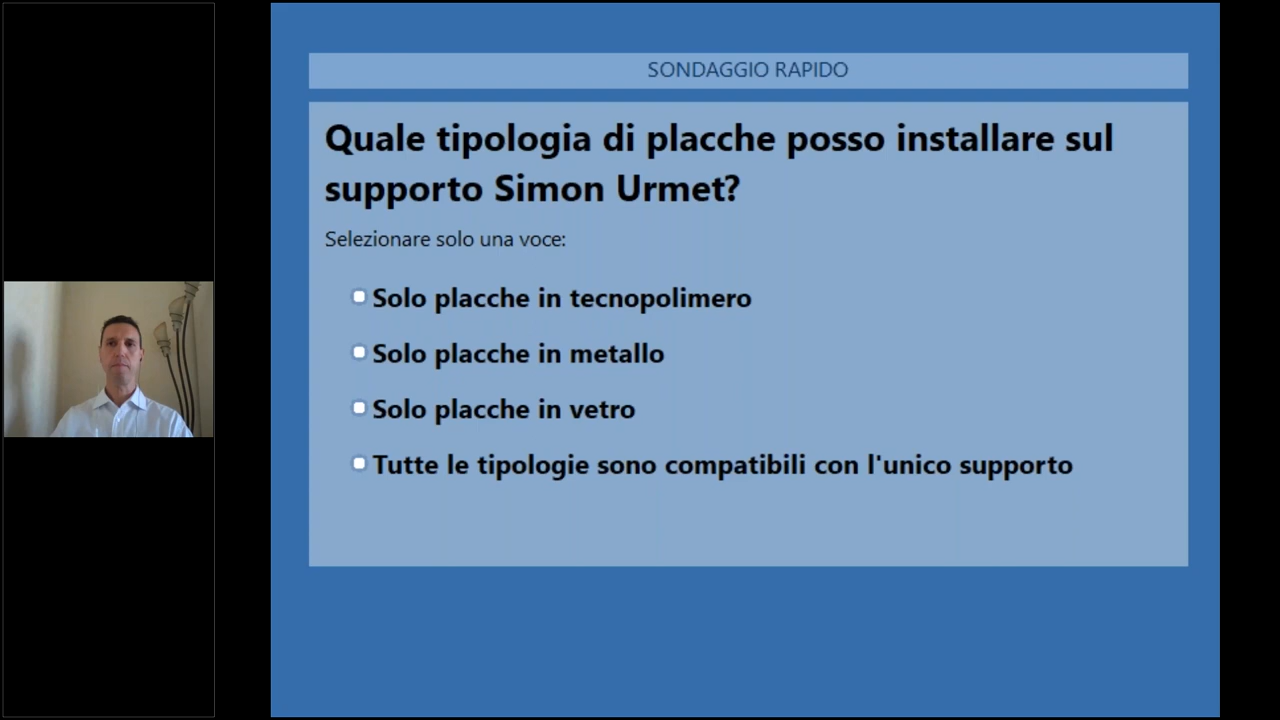 SONDAGGIO RAPIDO
Quale tipologia di placche posso installare sul
supporto Simon Urmet?
Selezionare solo una voce:
Solo placche in tecnopolimero
Solo placche in metallo
Solo placche in vetro
Tutte le tipologie sono compatibili con l'unico supporto